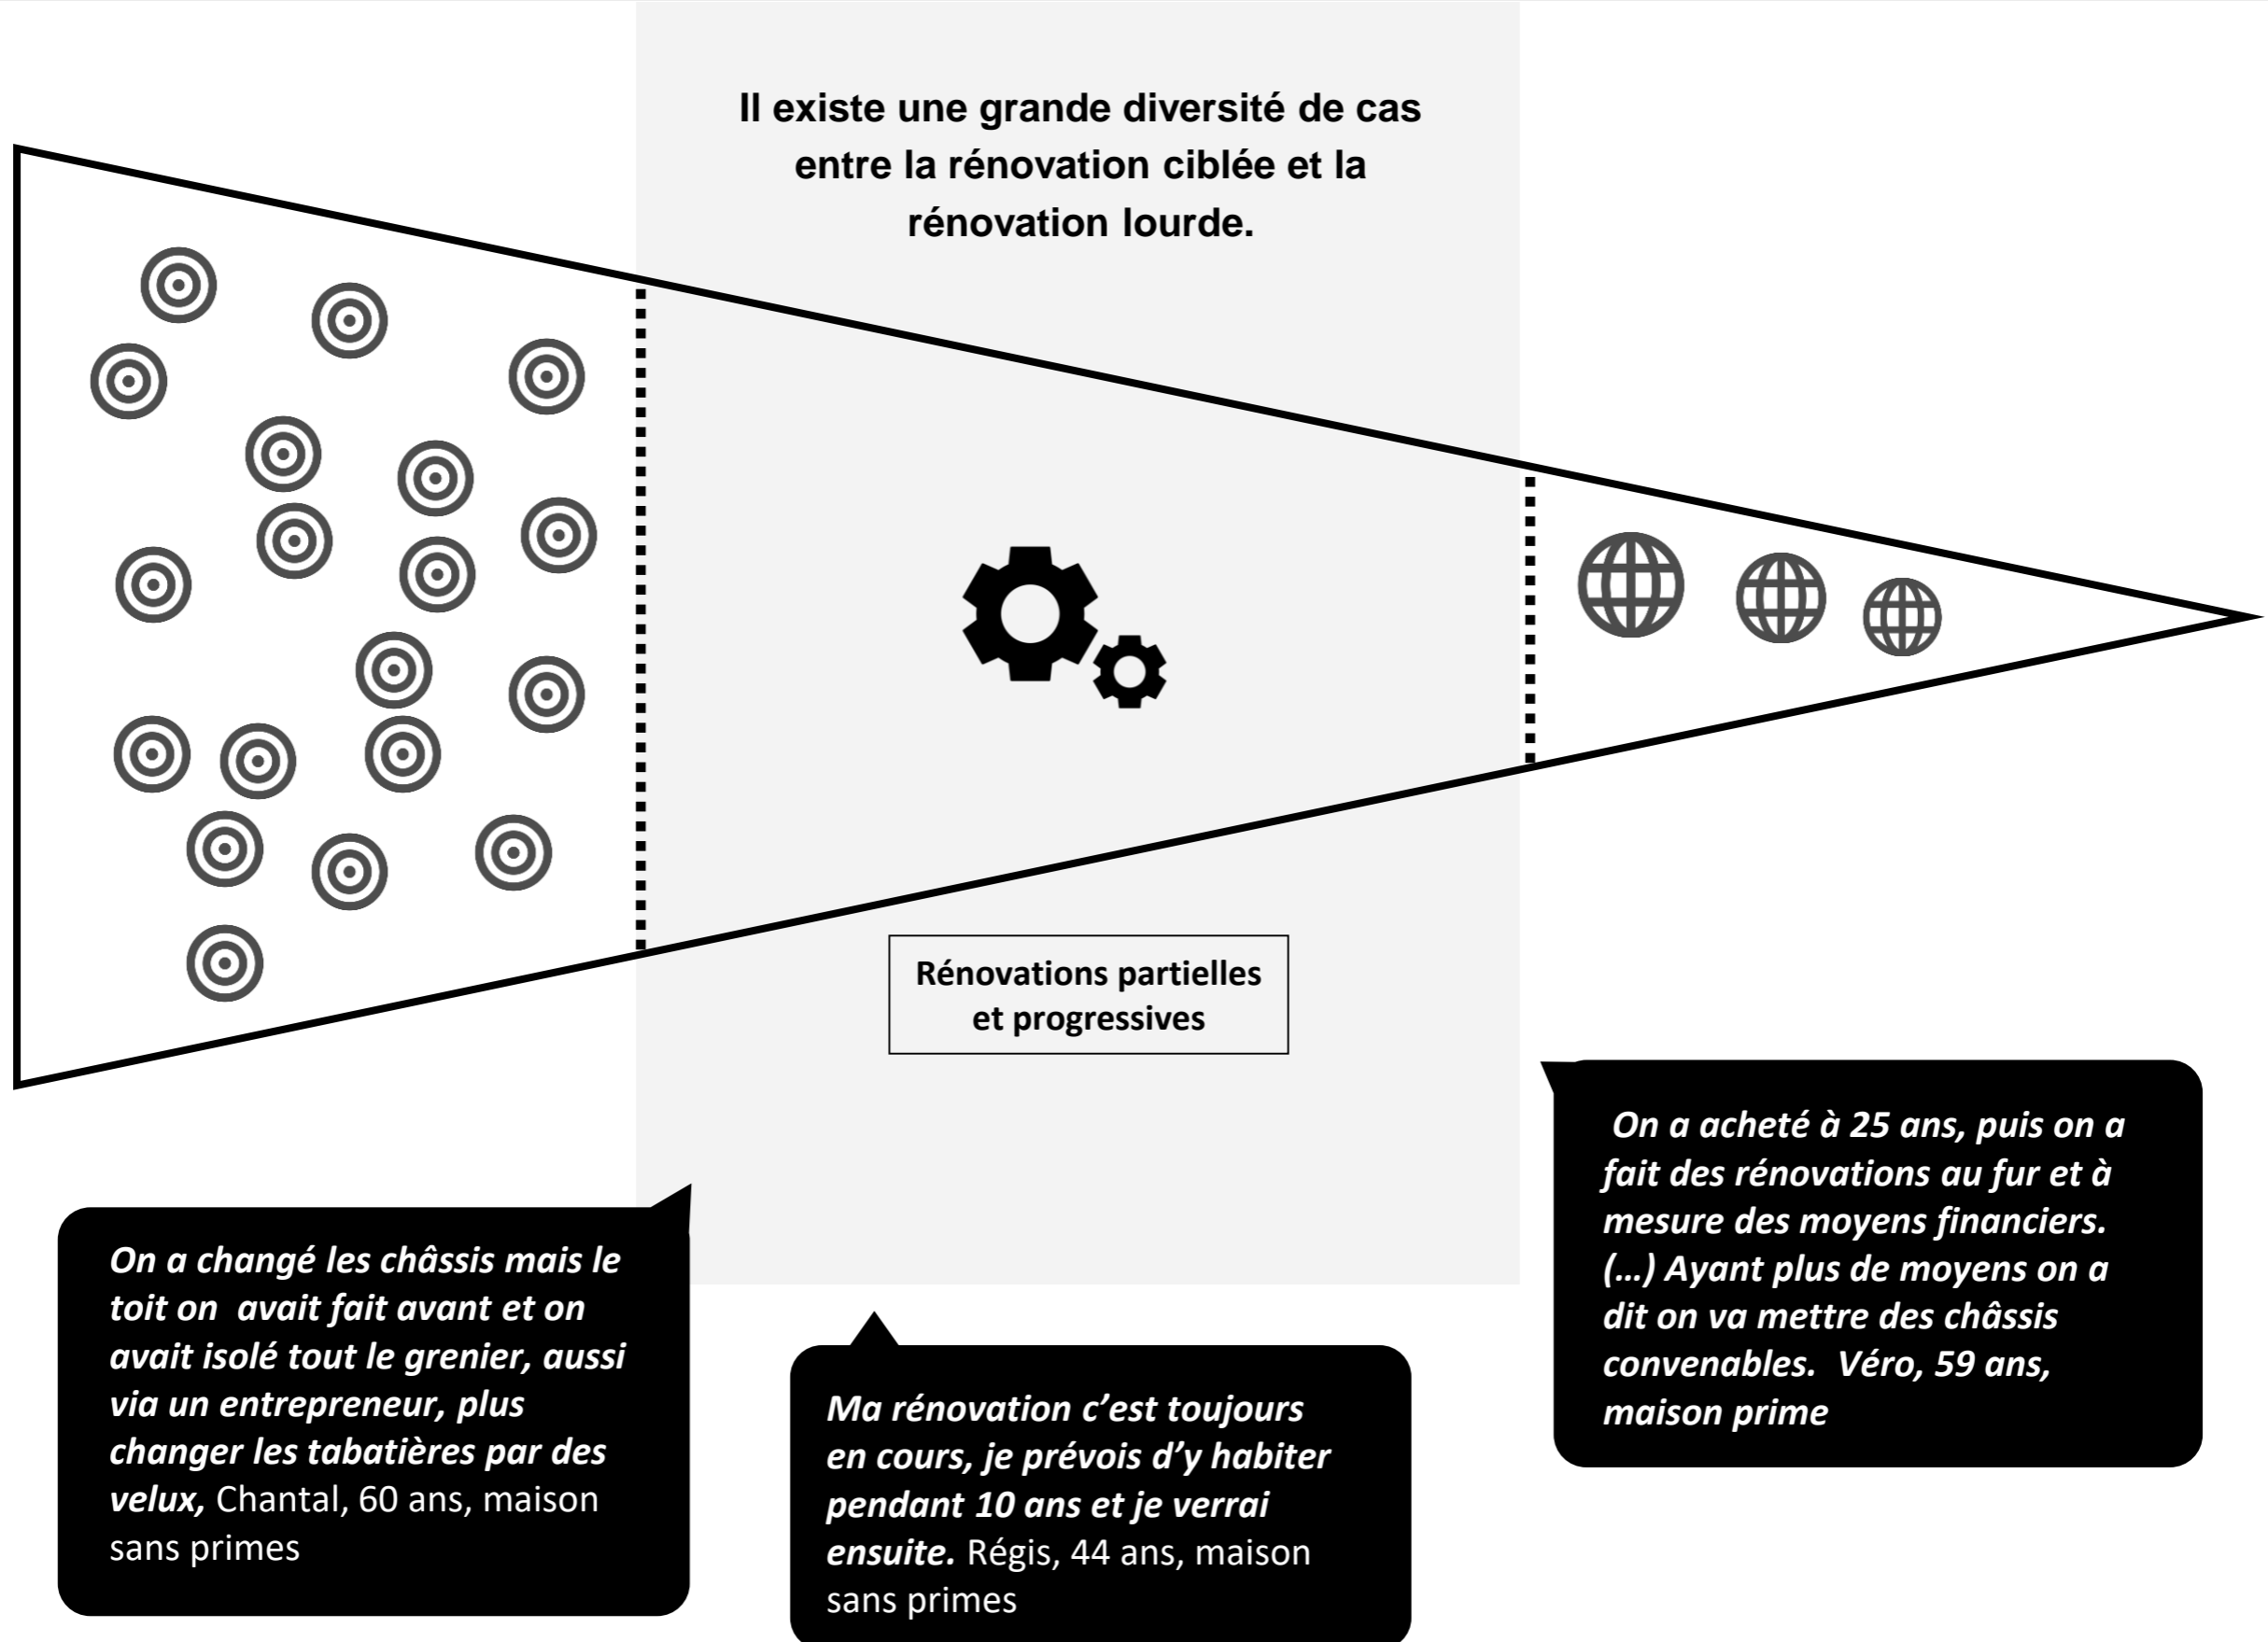 Il existe une grande diversité de cas
entre la rénovation ciblée et la
rénovation lourde.
Rénovations partielles
et progressives
On a changé les châssis mais le
toit on  avait fait avant et on
avait isolé tout le grenier, aussi
via un entrepreneur, plus
changer les tabatières par des
velux, Chantal, 60 ans, maison
sans primes
Ma rénovation c’est toujours
en cours, je prévois d’y habiter
pendant 10 ans et je verrai
ensuite. Régis, 44 ans, maison
sans primes
On a acheté à 25 ans, puis on a
fait des rénovations au fur et à
mesure des moyens financiers.
(…) Ayant plus de moyens on a
dit on va mettre des châssis
convenables.  Véro, 59 ans,
maison prime